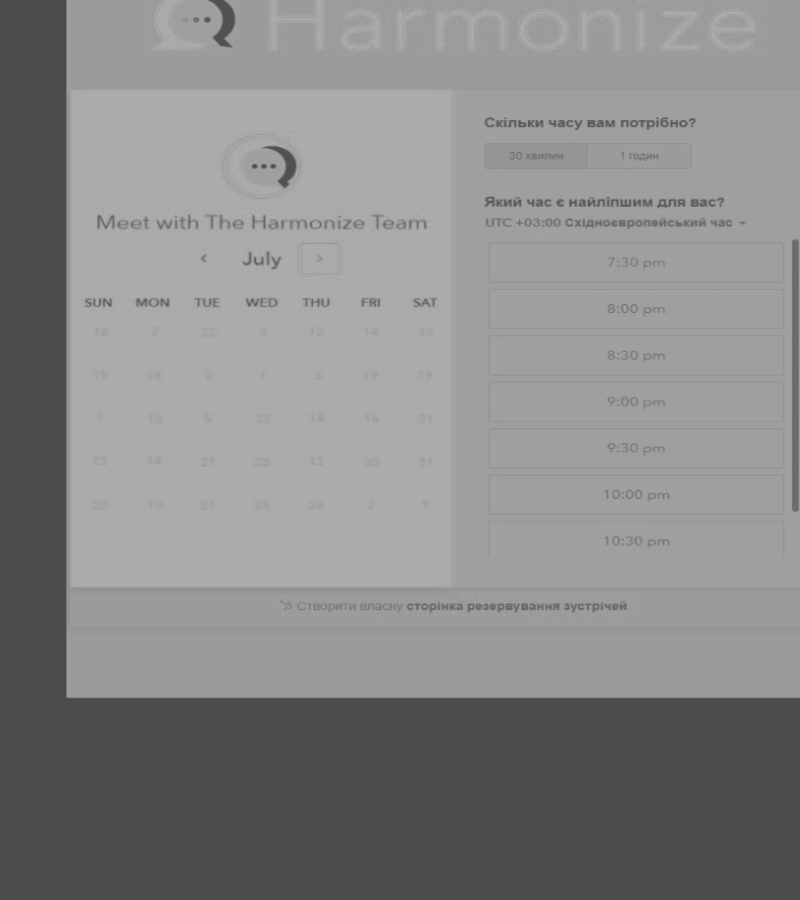 Harmonize
Meet with The Harmonize Team
July
SUN MON TUE WED THU FRI SAT
16 2 22 3 12 14 17
15 16 2 1 3 19 19
7 10 6 22 14 16 31
13 14 21 28 13 30 31
20 10 21 25 26 2 9
Скільки часу вам потрібно?
30 хвилин 1 годин
Який час є найліпшим для вас?
UTC +03:00 Східноєвропейський час
7:30 pm
8:00 pm
8:30 pm
9:00 pm
9:30 pm
10:00 pm
10:30 pm
Створити власну сторінка резервування зустрічей